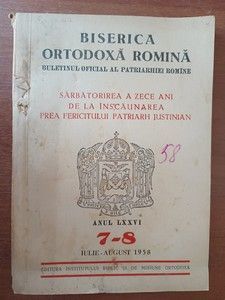 BISERICA
ORTODOXĂ ROMÎNĂ
BULETINUL OFICIAL AL PATRIARHIEI ROMÎNE
SĂRBĂTORIREA A ZECE ANI
DE LA ÎNSCĂUNAREA
PREA FERICITULUI PATRIARH JUSTINIAN
58
ANUL LXXVI
7-8
IULIE-AUGUST 1958
EDITURA INSTITUTULUI BIBLIC ȘI DE MISIUNE ORTODOXĂ